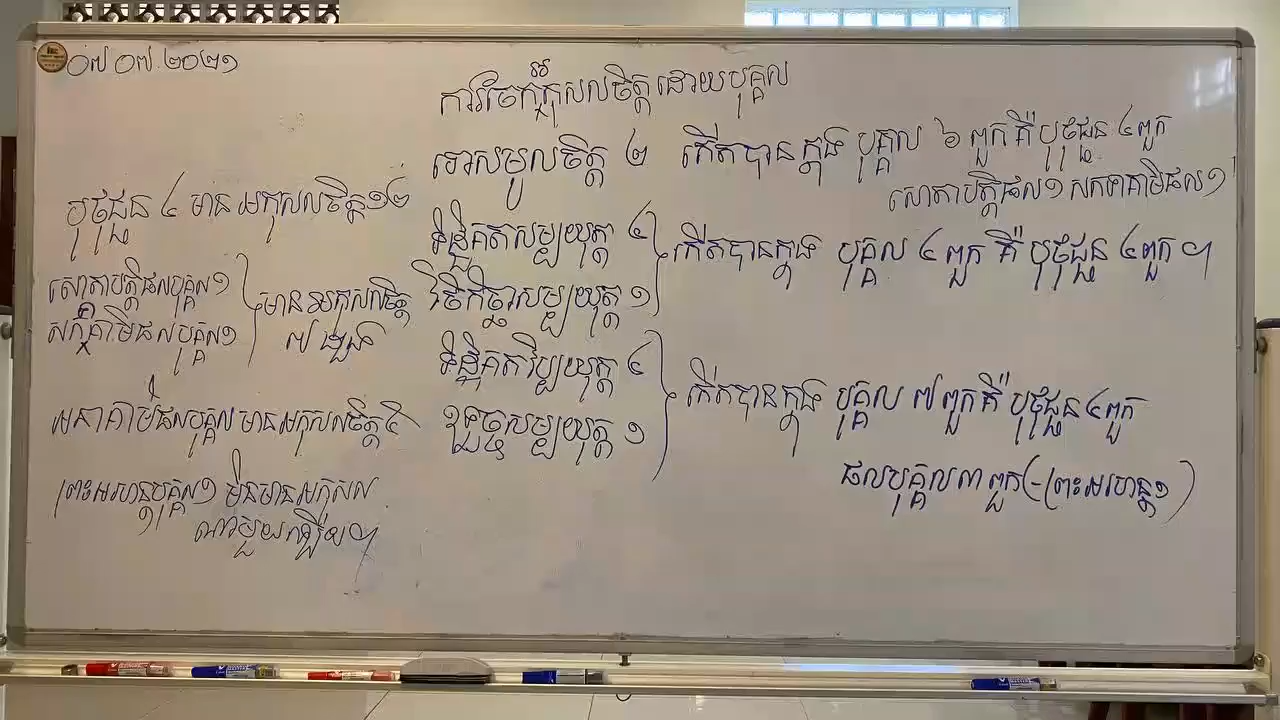 ០៧ ០៧ ២០២១
ការចែកអកុសលចិត្តដោយបុគ្គល
ទោសមូលចិត្ត ២ កើតបានក្នុង បុគ្គល ៦ ពួក គឺ បុថុជ្ជន ៤ ពួក
សោតាបត្តិផល ១ សកទាគាមិផល ១
ទិដ្ឋិគតសម្បយុត្ត ៤
វិចិកិច្ឆាសម្បយុត្ត ១
កើតបានក្នុង បុគ្គល ៤ ពួក គឺ បុថុជ្ជន ៤ ពួក ។
ទិដ្ឋិគតវិប្បយុត្ត ៤
ឧទ្ធច្ចសម្បយុត្ត ១
កើតបានក្នុង បុគ្គល ៧ ពួកគឺ បុថុជ្ជន ៤ ពួក
ផលបុគ្គល ៣ ពួក (-ព្រះអរហន្ត ១)
បុថុជ្ជន ៤ មាន អកុសលចិត្ត ១២
សោតាបត្តិផលបុគ្គល ១
សកទាគាមិផលបុគ្គល ១
មាន អកុសលចិត្ត
៧ ដួង
អនាគាមិផលបុគ្គល មាន អកុសលចិត្ត ៥
ព្រះអរហន្តបុគ្គល ១ មិនមានអកុសល
ណាមួយឡើយ ។